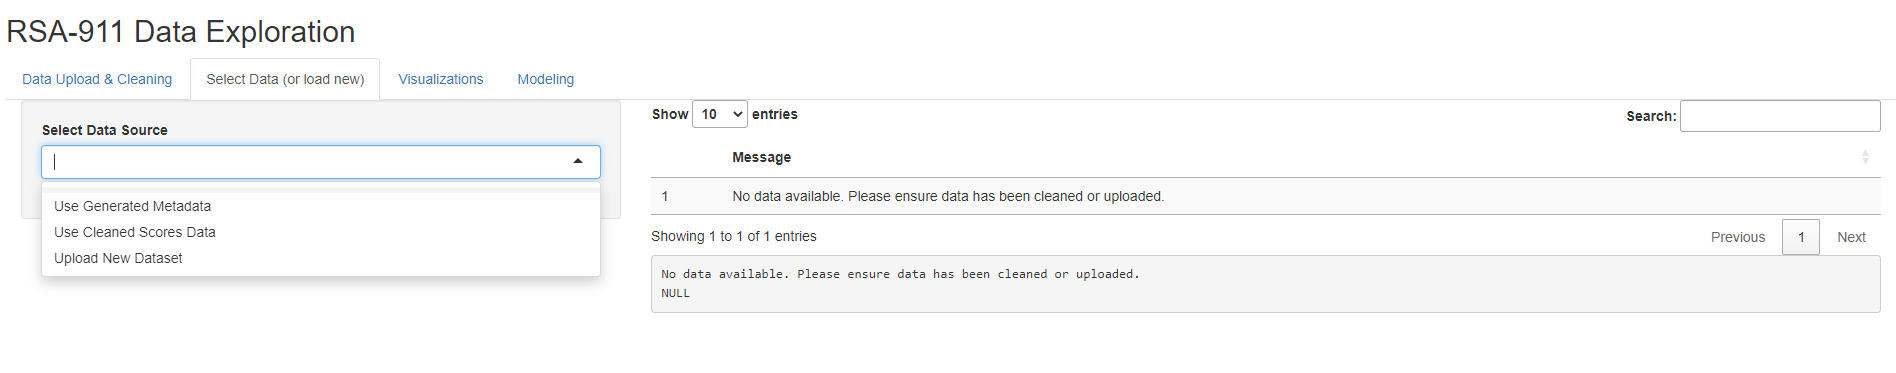 RSA-911 Data Exploration
Data Upload & Cleaning Select Data (or load new) Visualizations Modeling
Select Data Source
Use Generated Metadata
Use Cleaned Scores Data
Upload New Dataset
Show 10 entries
Search:
Message
1 No data available. Please ensure data has been cleaned or uploaded.
Showing 1 to 1 of 1 entries
Previous 1 Next
No data available. Please ensure data has been cleaned or uploaded.
NULL